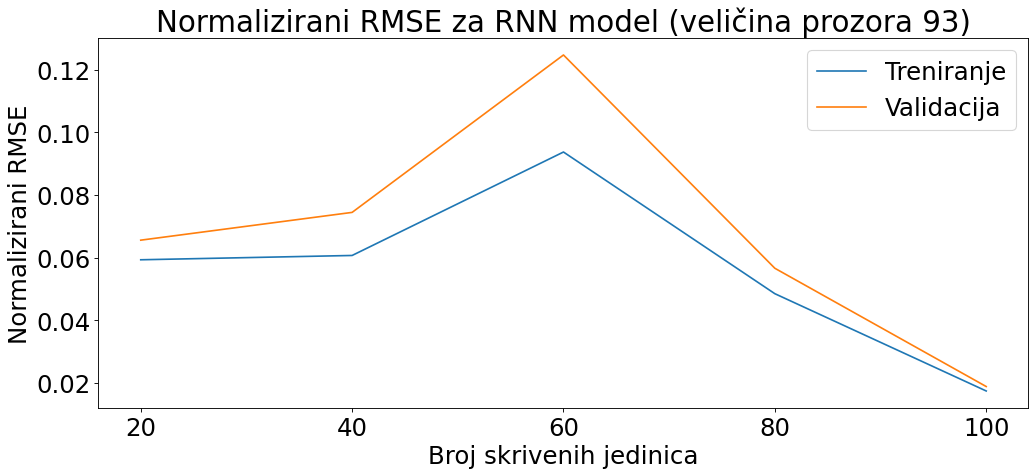 Normalizirani RMSE za RNN model (veličina prozora 93)
Treniranje
Validacija
Normalizirani RMSE
0.12
0.10
0.08
0.06
0.04
0.02
20 40 60 80 100
Broj skrivenih jedinica